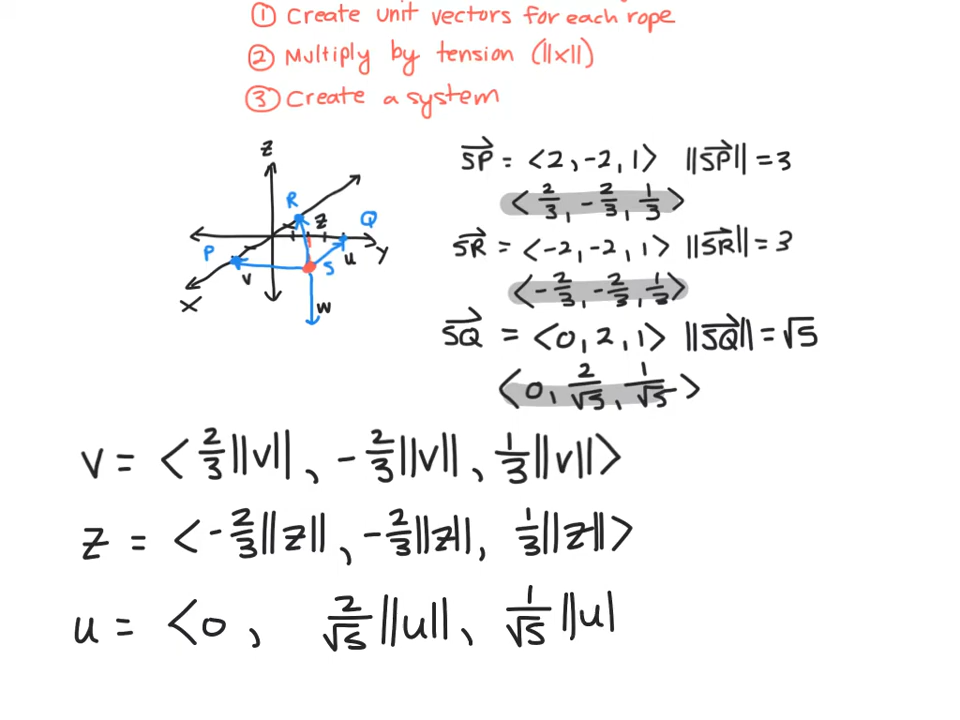 ① Create unit vectors for each rope
② Multiply by tension (||x||)
③ Create a system
Z
R
z
Q
P
S
u
y
v
X
w
SP = <2, -2, 1> ||SP|| = 3
<2/3, -2/3, 1/3>
SR = <-2, -2, 1> ||SR|| = 3
<-2/3, -2/3, 1/3>
SQ = <0, 2, 1> ||SQ|| = √5
<0, 2/√5, 1/√5>
v = <2/3||v||, -2/3||v||, 1/3||v||>
z = <-2/3||z||, -2/3||z||, 1/3||z||>
u = <0, 2/√5||u||, 1/√5||u|